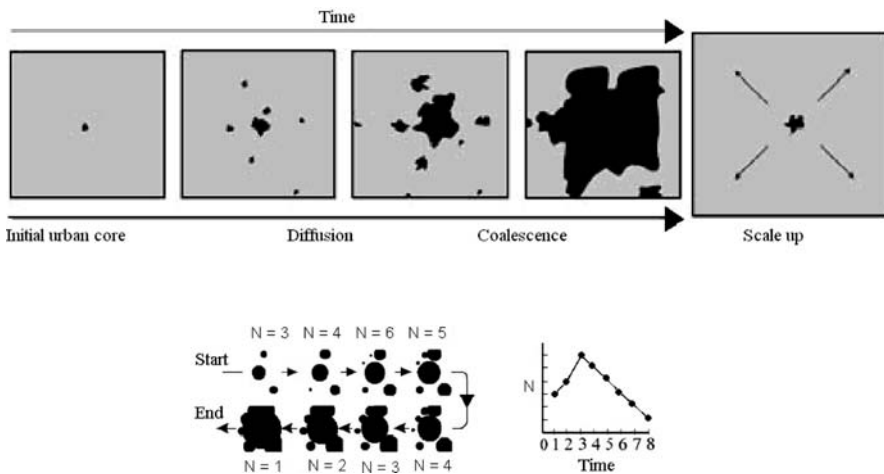 Time
Initial urban core Diffusion Coalescence Scale up
N = 3 N = 4 N = 6 N = 5
Start
End
N = 1 N = 2 N = 3 N = 4
N
0 1 2 3 4 5 6 7 8
Time